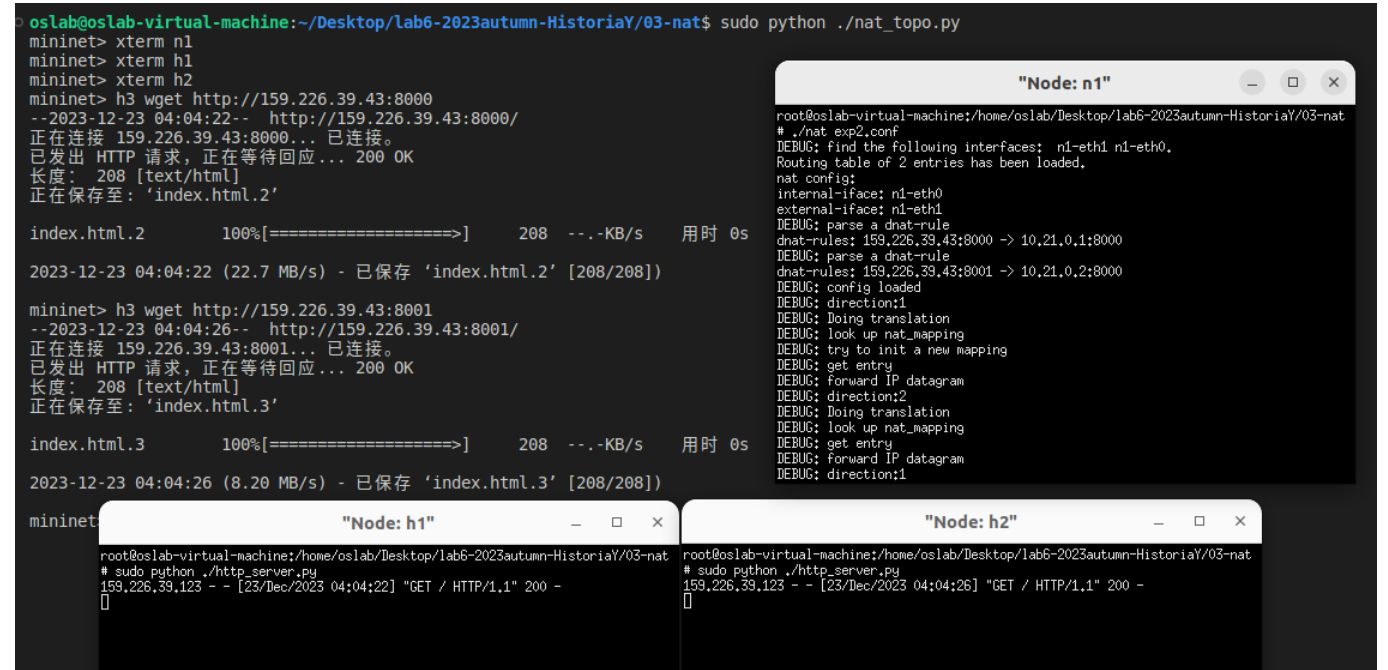 oslab@oslab-virtual-machine:~/Desktop/lab6-2023autumn-HistoriaY/03-nat$ sudo python ./nat_topo.py
mininet> xterm n1
mininet> xterm h1
mininet> xterm h2
mininet> h3 wget http://159.226.39.43:8000
--2023-12-23 04:04:22--  http://159.226.39.43:8000/
正在连接 159.226.39.43:8000... 已连接。
已发出 HTTP 请求，正在等待回应... 200 OK
长度： 208 [text/html]
正在保存至: ‘index.html.2’
index.html.2        100%[===================>]     208  --.-KB/s    用时 0s
2023-12-23 04:04:22 (22.7 MB/s) - 已保存 ‘index.html.2’ [208/208])
mininet> h3 wget http://159.226.39.43:8001
--2023-12-23 04:04:26--  http://159.226.39.43:8001/
正在连接 159.226.39.43:8001... 已连接。
已发出 HTTP 请求，正在等待回应... 200 OK
长度： 208 [text/html]
正在保存至: ‘index.html.3’
index.html.3        100%[===================>]     208  --.-KB/s    用时 0s
2023-12-23 04:04:26 (8.20 MB/s) - 已保存 ‘index.html.3’ [208/208])
mininet
"Node: n1"
root@oslab-virtual-machine:/home/oslab/Desktop/lab6-2023autumn-HistoriaY/03-nat
# ./nat exp2.conf
DEBUG: find the following interfaces:  n1-eth1 n1-eth0.
Routing table of 2 entries has been loaded.
nat config:
internal-iface: n1-eth0
external-iface: n1-eth1
DEBUG: parse a dnat-rule
dnat-rules: 159.226.39.43:8000 -> 10.21.0.1:8000
DEBUG: parse a dnat-rule
dnat-rules: 159.226.39.43:8001 -> 10.21.0.2:8000
DEBUG: config loaded
DEBUG: direction:1
DEBUG: Doing translation
DEBUG: look up nat_mapping
DEBUG: try to init a new mapping
DEBUG: get entry
DEBUG: forward IP datagram
DEBUG: direction:2
DEBUG: Doing translation
DEBUG: look up nat_mapping
DEBUG: get entry
DEBUG: forward IP datagram
DEBUG: direction:1
"Node: h1"
root@oslab-virtual-machine:/home/oslab/Desktop/lab6-2023autumn-HistoriaY/03-nat
# sudo python ./http_server.py
159.226.39.123 - - [23/Dec/2023 04:04:22] "GET / HTTP/1.1" 200 -
"Node: h2"
root@oslab-virtual-machine:/home/oslab/Desktop/lab6-2023autumn-HistoriaY/03-nat
# sudo python ./http_server.py
159.226.39.123 - - [23/Dec/2023 04:04:26] "GET / HTTP/1.1" 200 -